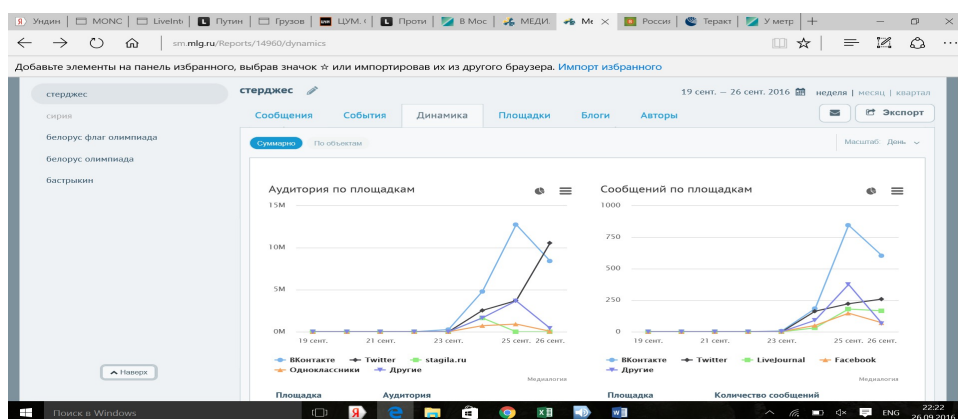 Ундин
MONC
LiveInt
Путин
Грузов
ЦУМ. (
Проти
В Мос
МЕДИ.
Ме
Россия
Теракт
У метр
sm.mlg.ru/Reports/14960/dynamics
Добавьте элементы на панель избранного, выбрав значок ☆ или импортировав их из другого браузера. Импорт избранного
стерджес
сирия
белорус флаг олимпиада
белорус олимпиада
бастрыкин
Наверх
стерджес
19 сент. — 26 сент. 2016
неделя | месяц | квартал
Сообщения События Динамика Площадки Блоги Авторы
Экспорт
Суммарно По объектам
Масштаб: День
Аудитория по площадкам
15M
10M
5M
0M
19 сент. 21 сент. 23 сент. 25 сент. 26 сент.
ВКонтакте Twitter stagila.ru
Одноклассники Другие
Медиалогия
Площадка Аудитория
Сообщений по площадкам
1000
750
500
250
0
19 сент. 21 сент. 23 сент. 25 сент. 26 сент.
ВКонтакте Twitter LiveJournal Facebook
Другие
Медиалогия
Площадка Количество сообщений
Поиск в Windows
ENG
22:22
26.09.2016